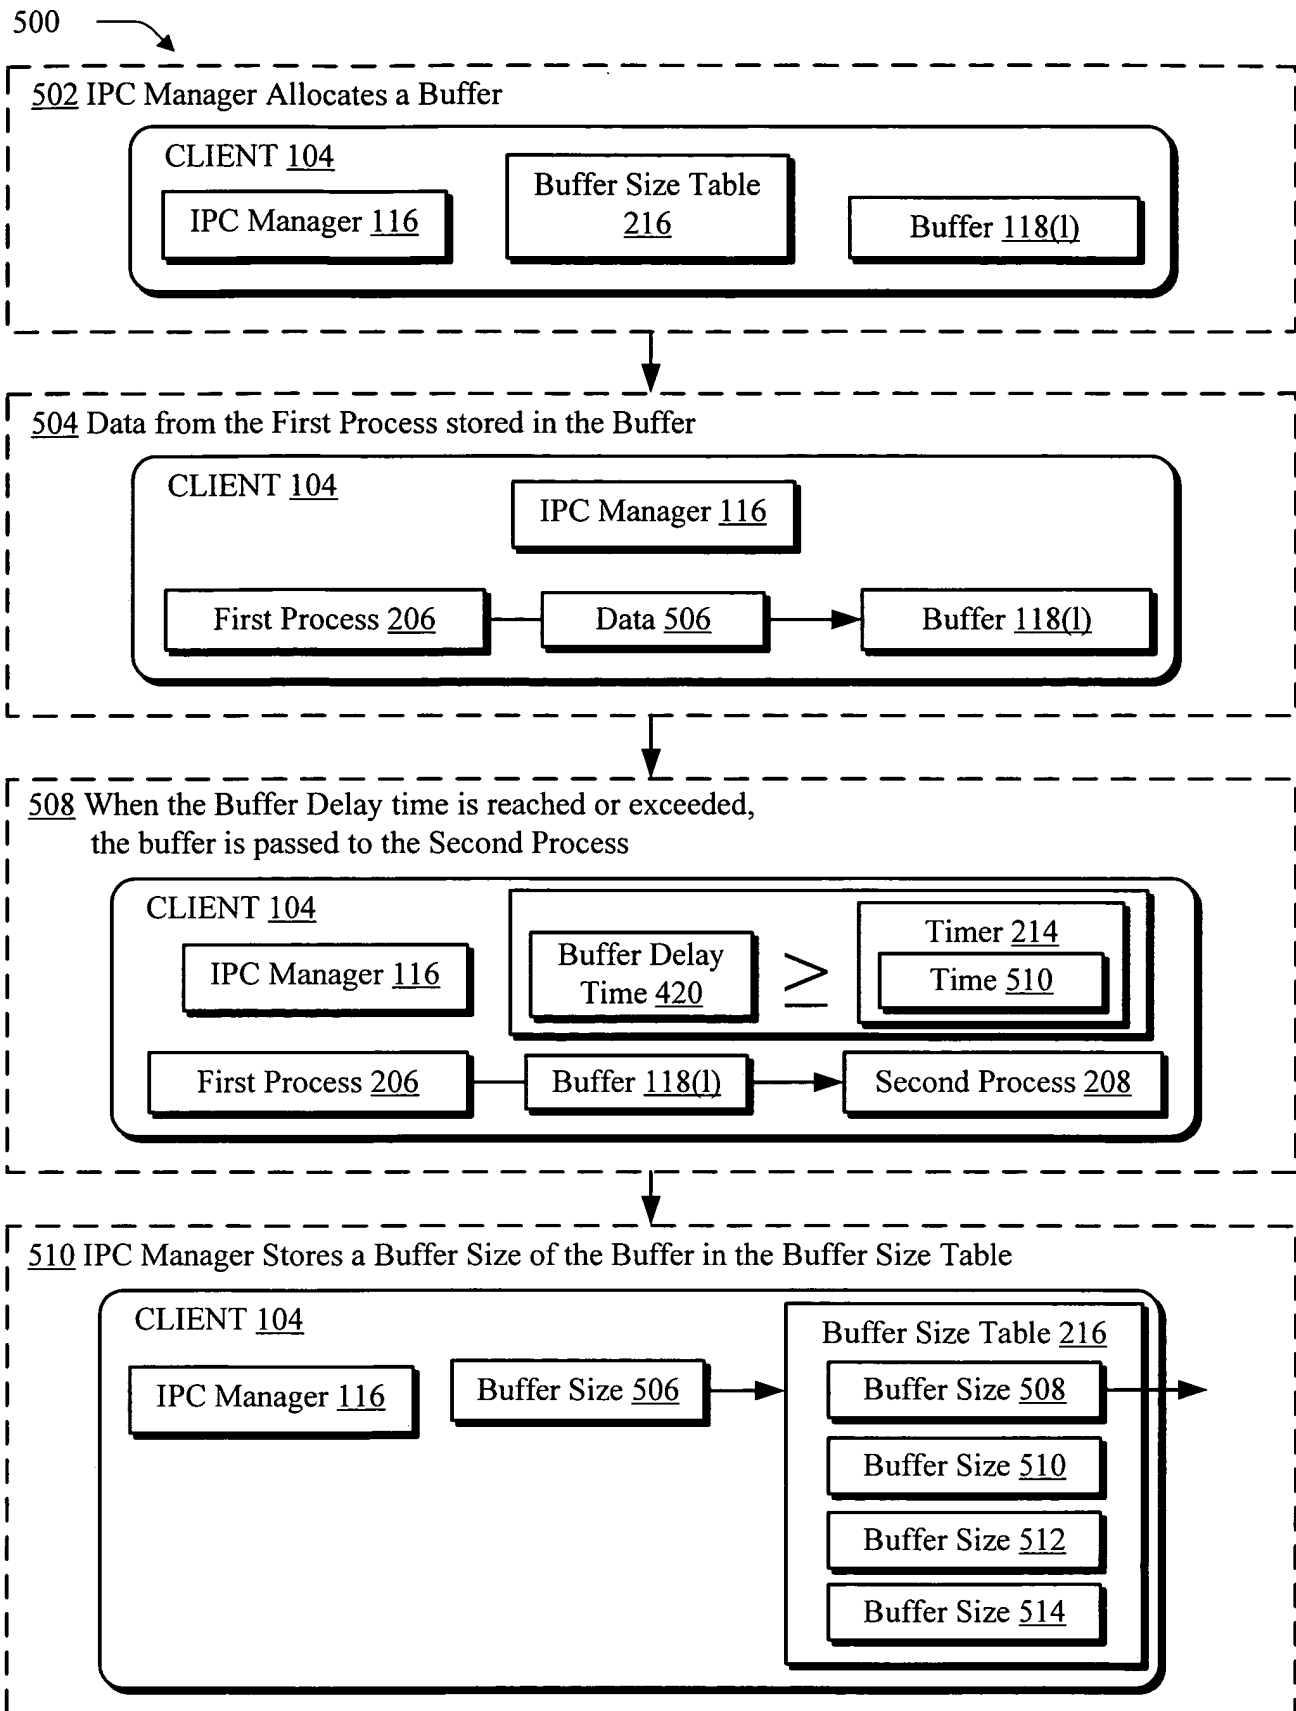 500
502 IPC Manager Allocates a Buffer
CLIENT 104
IPC Manager 116
Buffer Size Table
216
Buffer 118(l)
504 Data from the First Process stored in the Buffer
CLIENT 104
IPC Manager 116
First Process 206
Data 506
Buffer 118(l)
508 When the Buffer Delay time is reached or exceeded,
the buffer is passed to the Second Process
CLIENT 104
IPC Manager 116
Buffer Delay
Time 420
≥
Timer 214
Time 510
First Process 206
Buffer 118(l)
Second Process 208
510 IPC Manager Stores a Buffer Size of the Buffer in the Buffer Size Table
CLIENT 104
IPC Manager 116
Buffer Size 506
Buffer Size Table 216
Buffer Size 508
Buffer Size 510
Buffer Size 512
Buffer Size 514